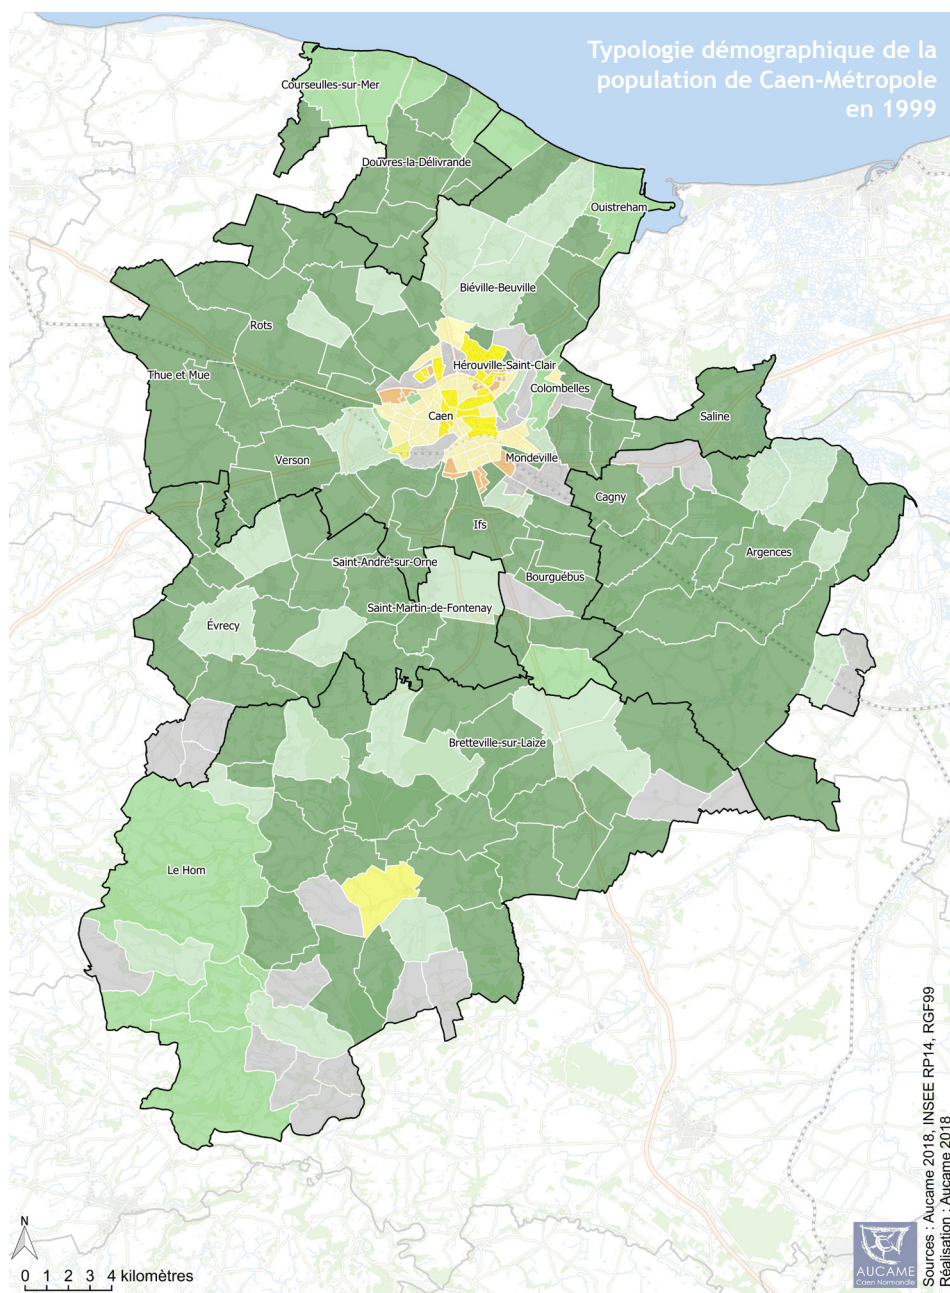 Typologie démographique de la
population de Caen-Métropole
en 1999
Courseulles-sur-Mer
Douvres-la-Délivrande
Ouistreham
Biéville-Beuville
Rots
Hérouville-Saint-Clair
Thue et Mue
Colombelles
Caen
Saline
Verson
Mondeville
Cagny
Ifs
Argences
Saint-André-sur-Orne
Bourguébus
Saint-Martin-de-Fontenay
Évrecy
Bretteville-sur-Laize
Le Hom
N
0 1 2 3 4 kilomètres
AUCAME
Caen Normandie
Sources : Aucame 2018, INSEE RP14, RGF99
Réalisation : Aucame 2018